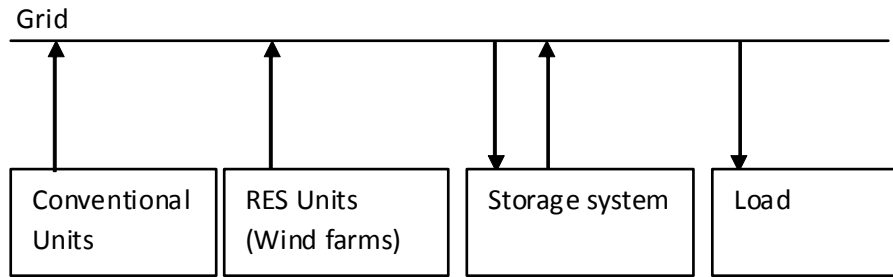 Grid
Conventional
Units
RES Units
(Wind farms)
Storage system
Load